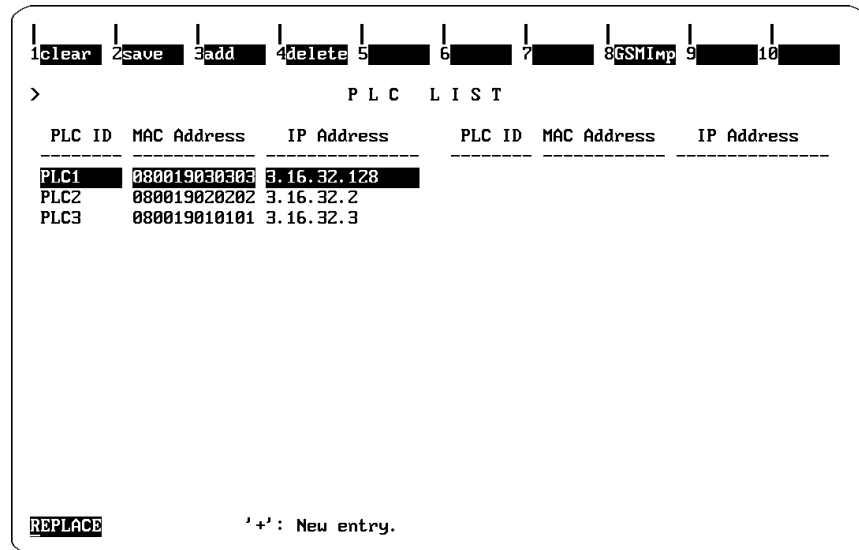 1clear 2save 3add 4delete 5 6 7 8GSMImp 9 10
> P L C L I S T
PLC ID MAC Address IP Address PLC ID MAC Address IP Address
PLC1 080019030303 3.16.32.128
PLC2 080019020202 3.16.32.2
PLC3 080019010101 3.16.32.3
REPLACE '+': New entry.